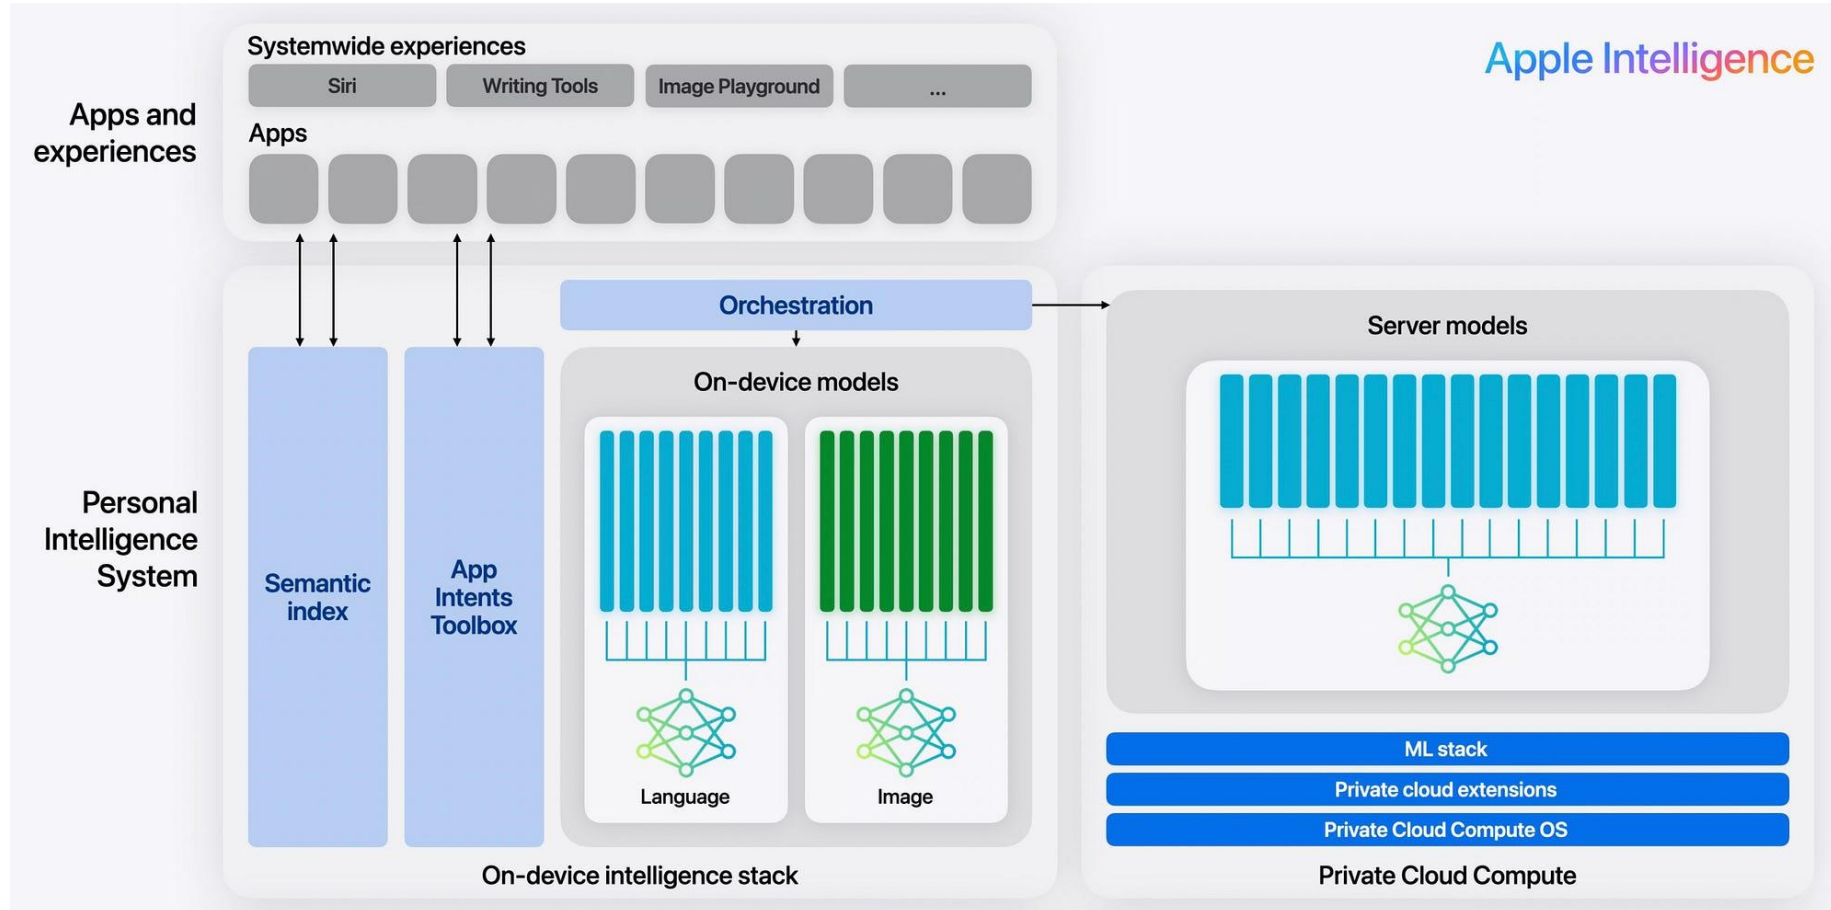 Apple Intelligence
Systemwide experiences
Siri
Writing Tools
Image Playground
...
Apps
Apps and
experiences
Orchestration
Server models
On-device models
Personal
Intelligence
System
Semantic
index
App
Intents
Toolbox
Language
Image
ML stack
Private cloud extensions
Private Cloud Compute OS
On-device intelligence stack
Private Cloud Compute